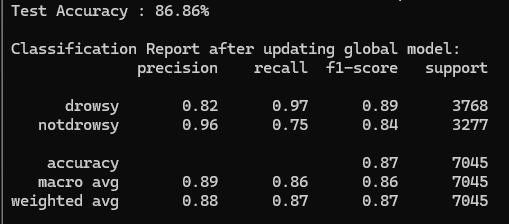 Test Accuracy : 86.86%
Classification Report after updating global model:
precision recall f1-score support
drowsy 0.82 0.97 0.89 3768
notdrowsy 0.96 0.75 0.84 3277
accuracy 0.87 7045
macro avg 0.89 0.86 0.86 7045
weighted avg 0.88 0.87 0.87 7045